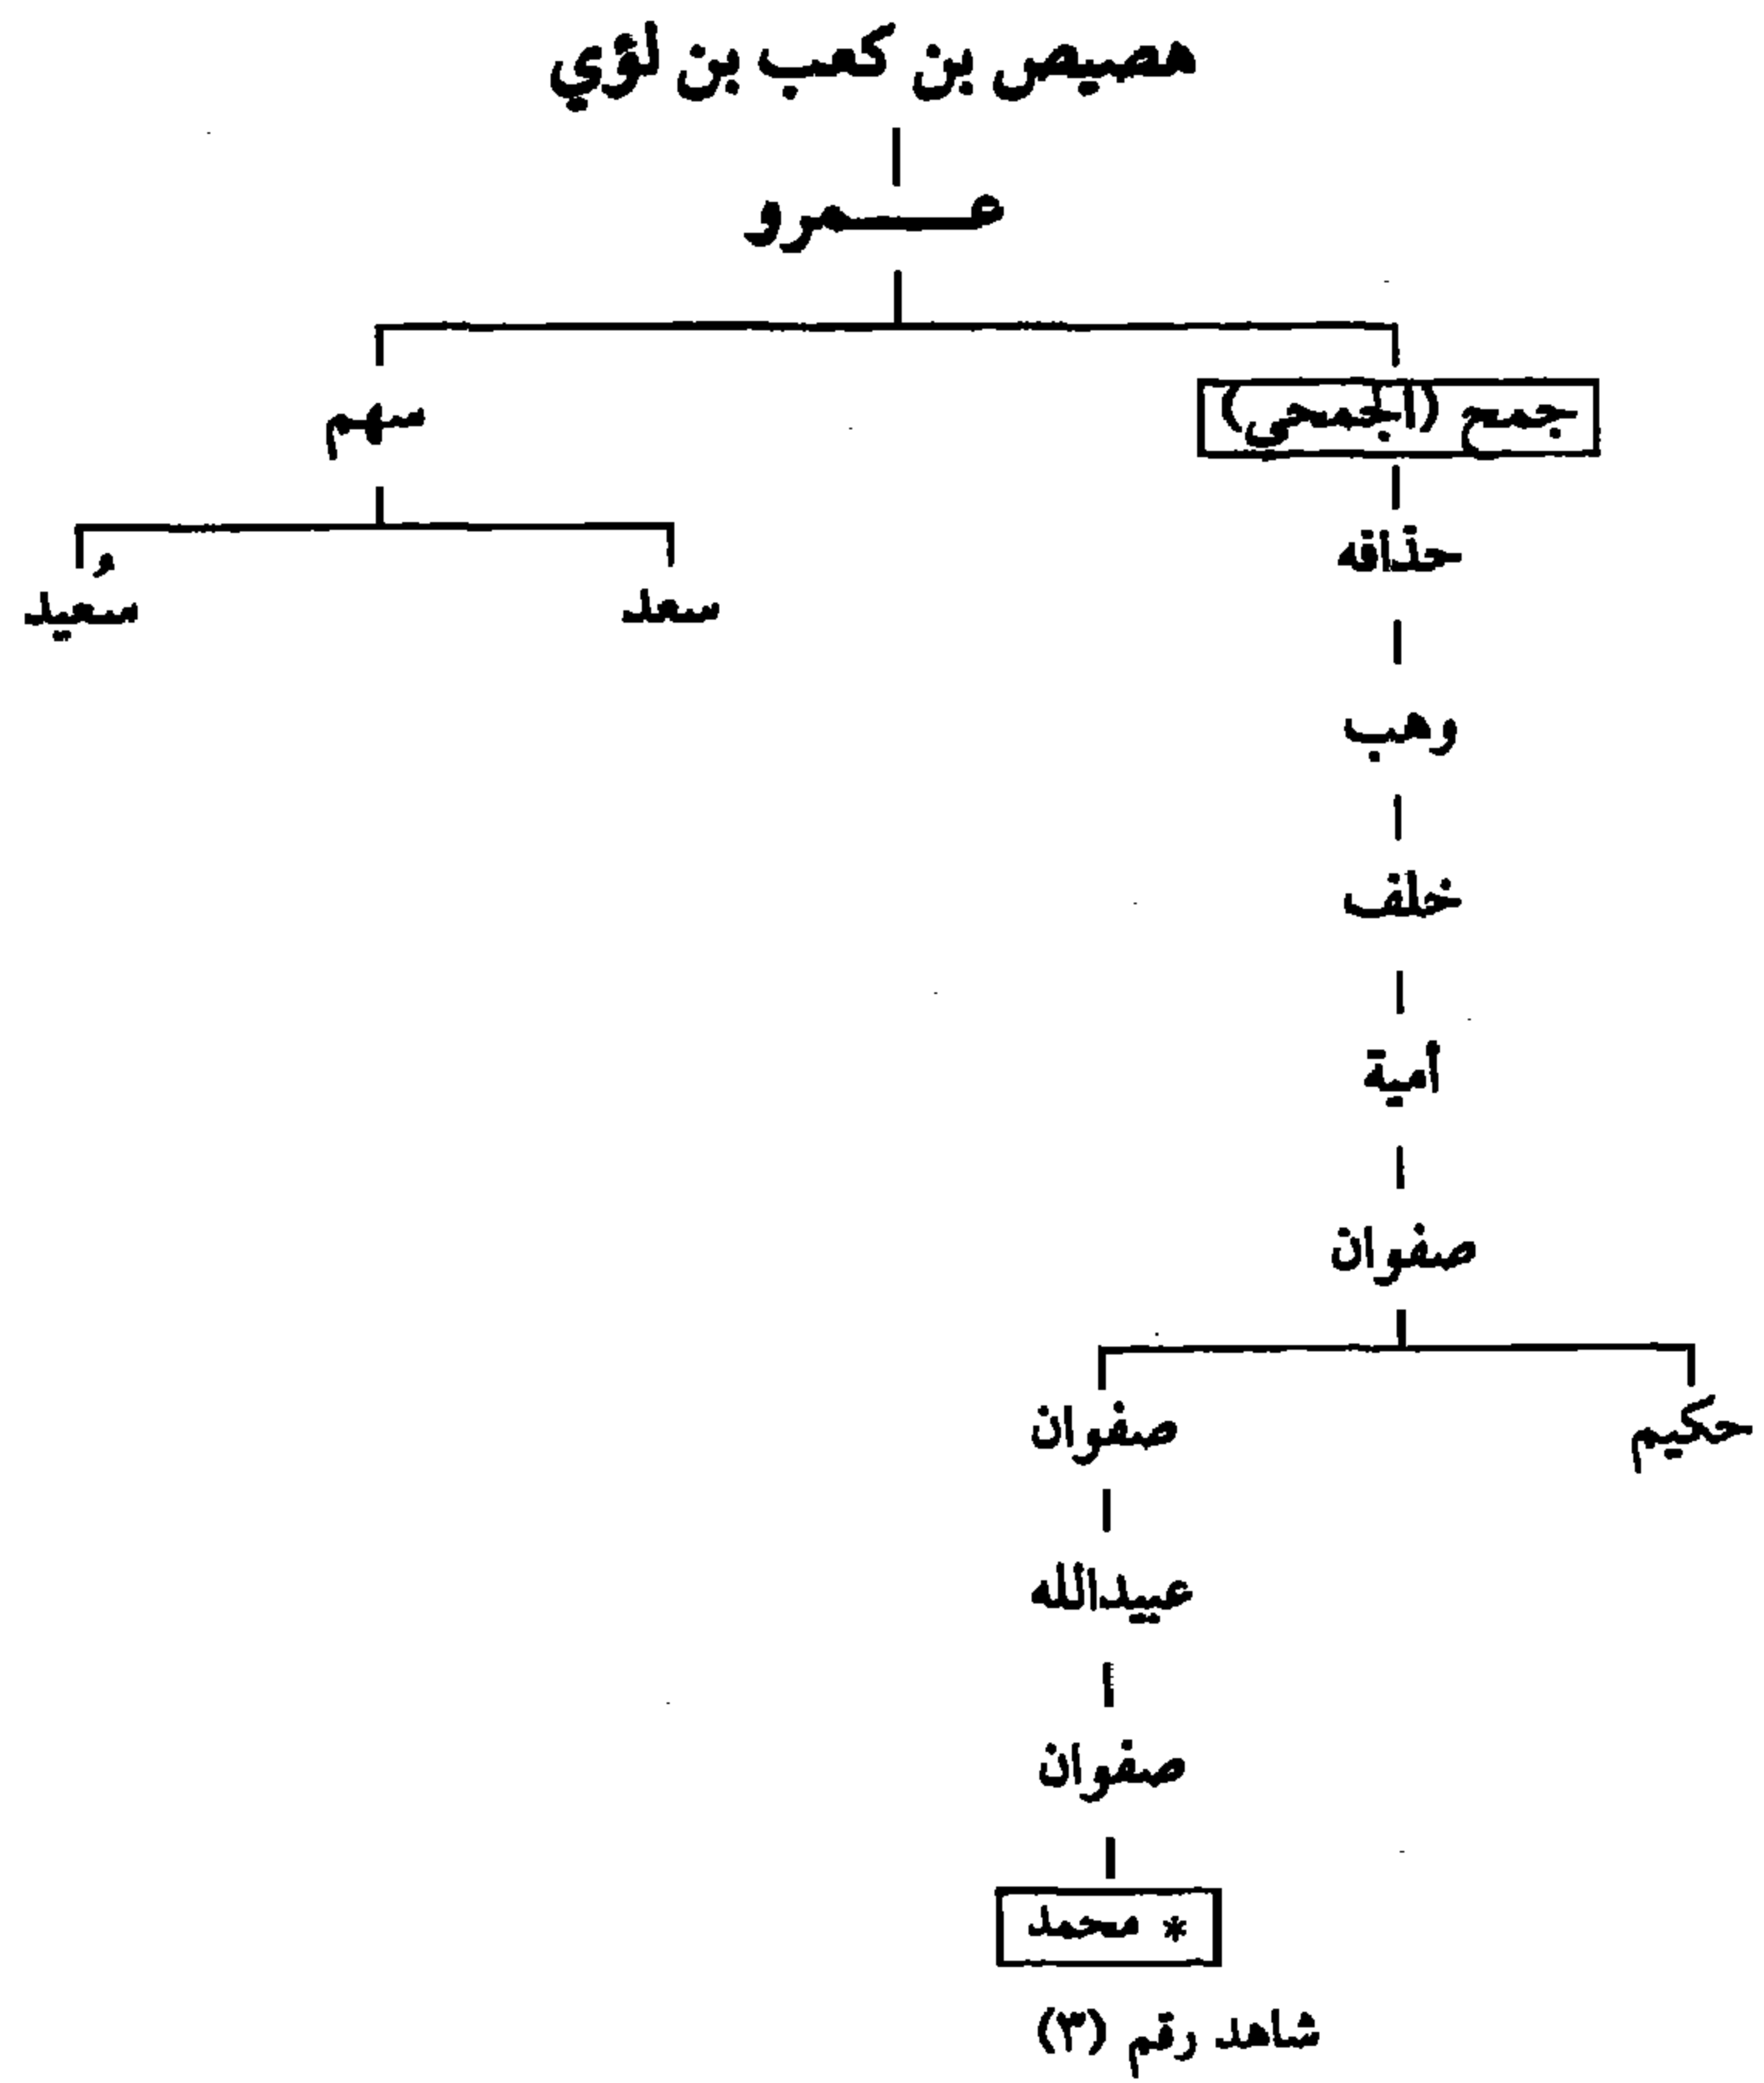 هصيص بن كعب بن لؤي
عمرو
جمح (الجمحي)
سهم
حذافه
سعد
سُعيد
وهب
خلف
أمية
صفوان
حكيم
صفوان
عبيدالله
صفوان
* محمد
شاهد رقم (٣)